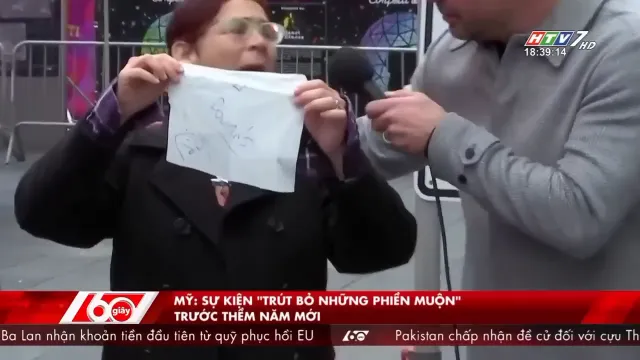 HTV7 HD
18:39:14
60 giây
MỸ: SỰ KIỆN "TRÚT BỎ NHỮNG PHIỀN MUỘN"
TRƯỚC THỀM NĂM MỚI
Ba Lan nhận khoản tiền đầu tiên từ quỹ phục hồi EU
60
Pakistan chấp nhận đề cử đối với cựu Th